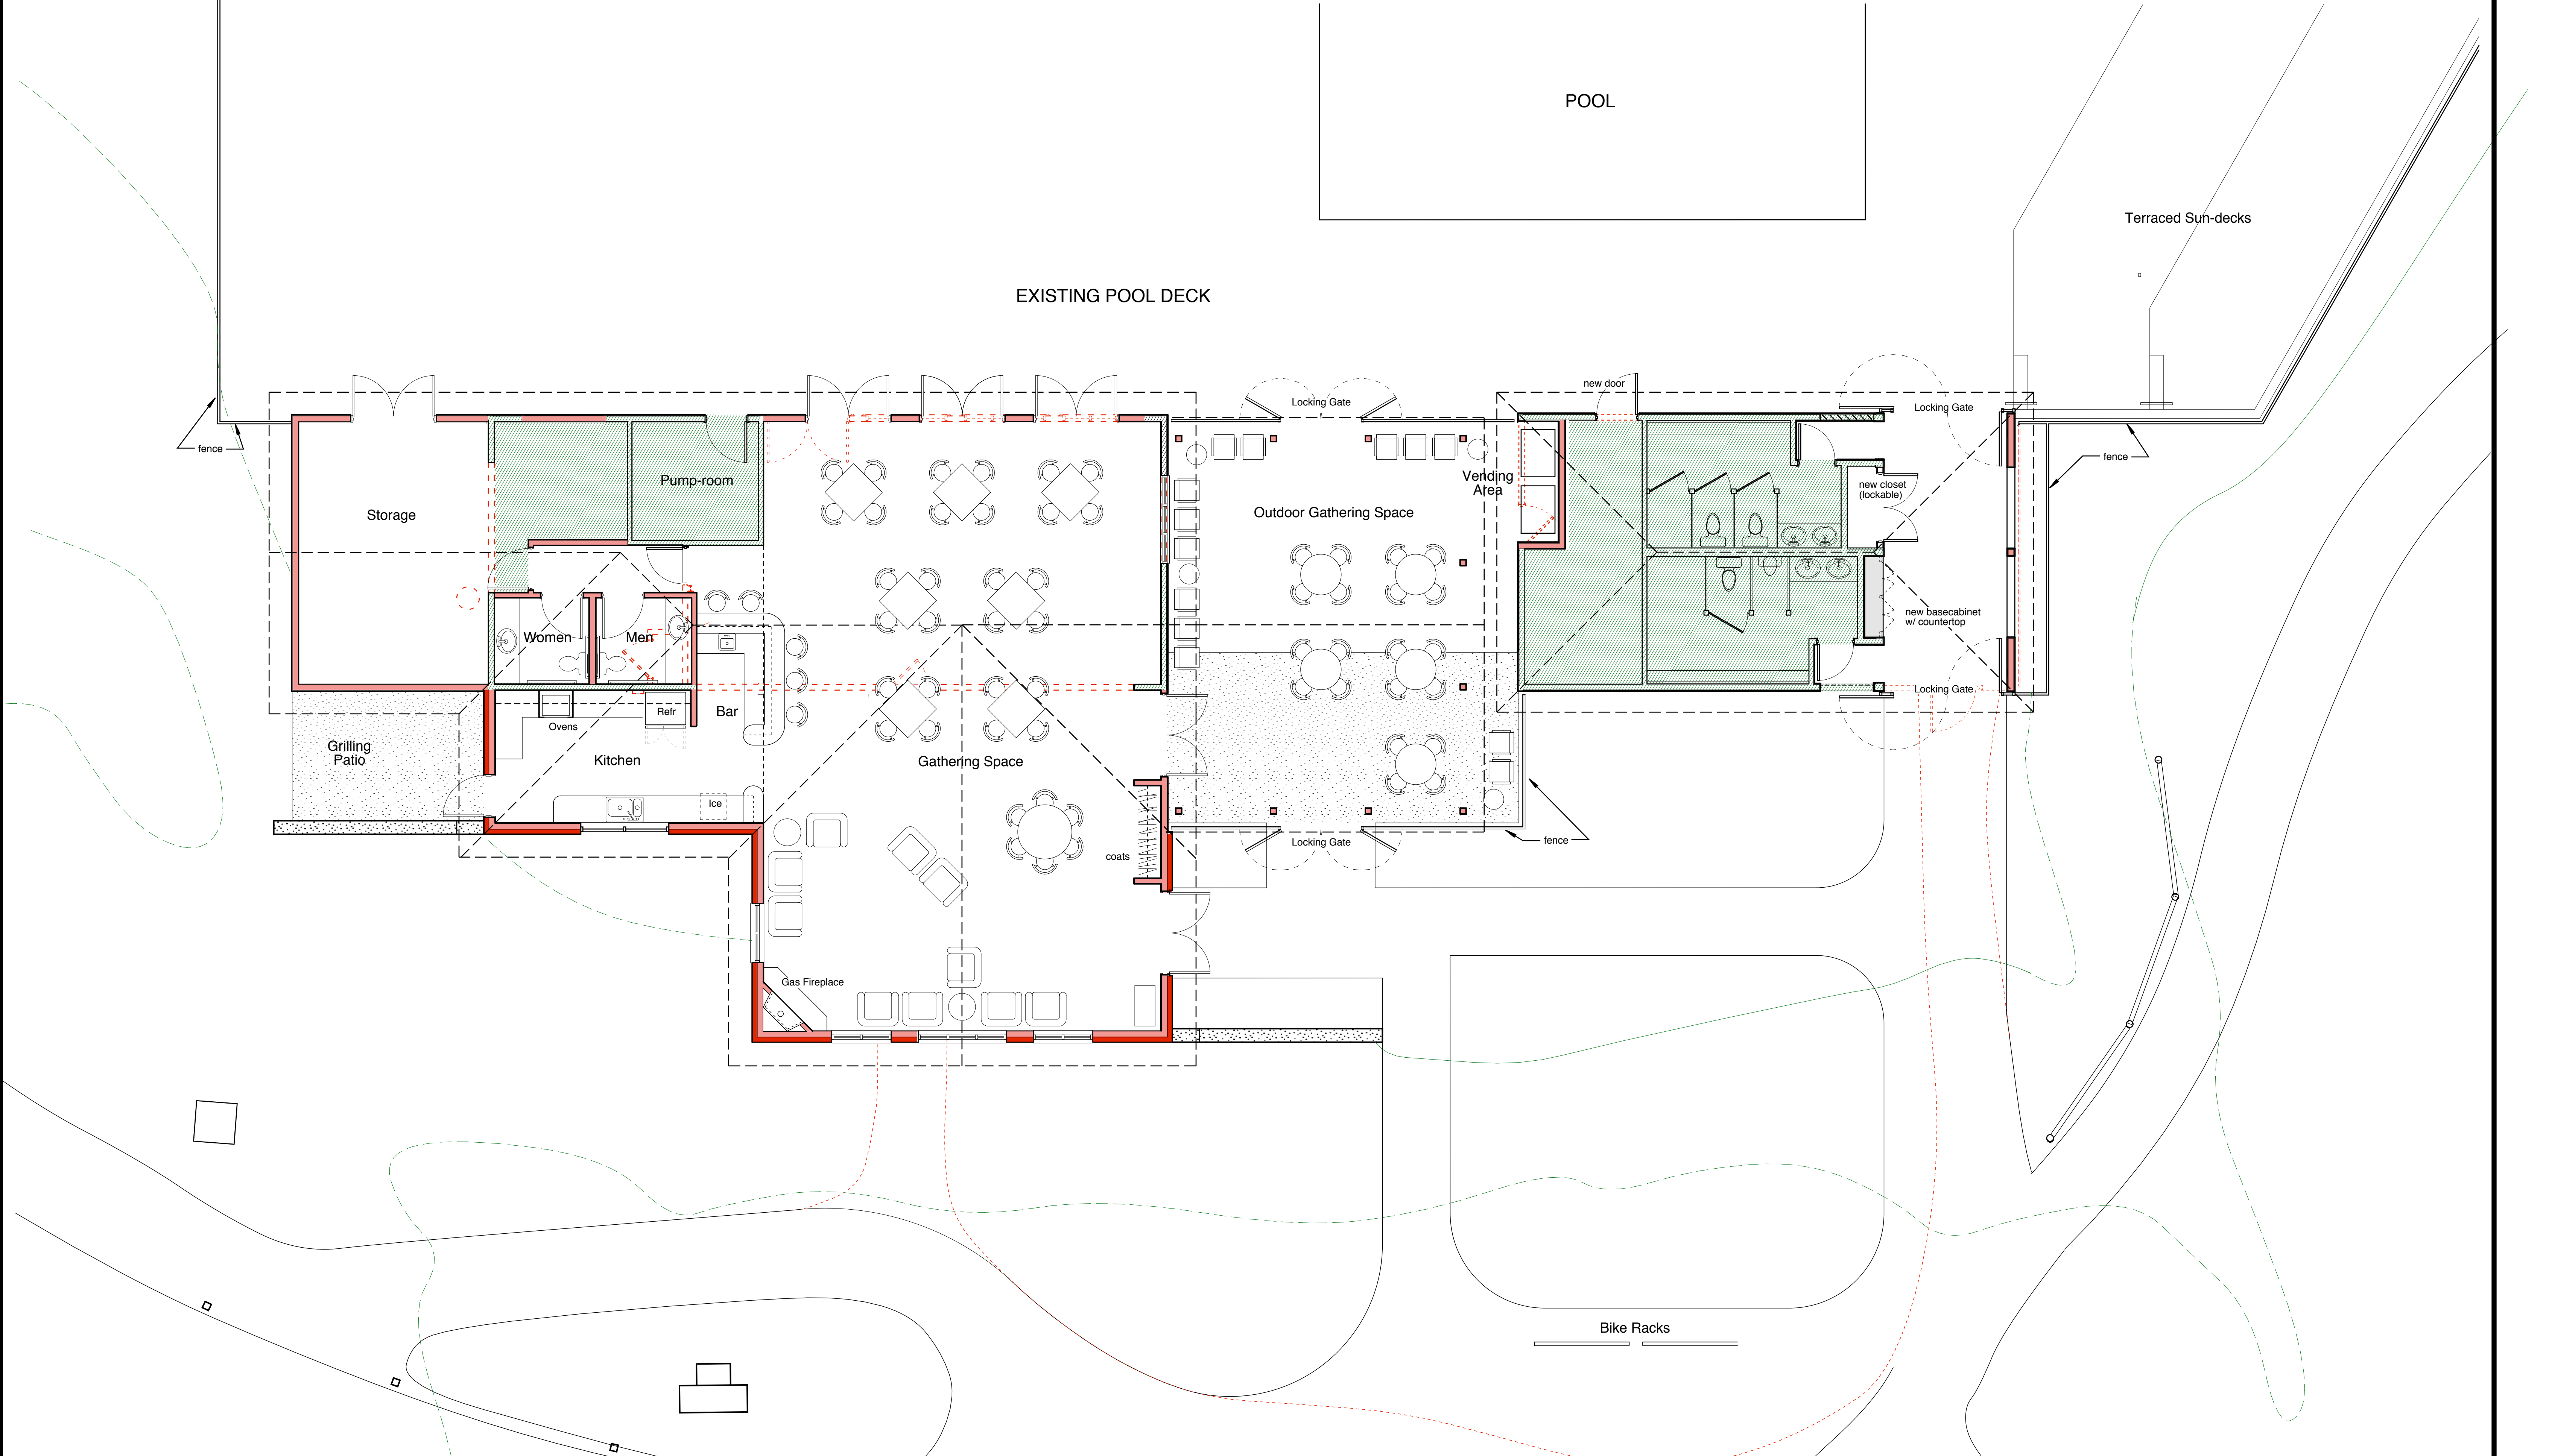 POOL
Terraced Sun-decks
EXISTING POOL DECK
new door
Locking Gate
Locking Gate
fence
fence
Pump-room
Vending
Area
new closet
(lockable)
Storage
Outdoor Gathering Space
new basecabinet
w/ countertop
Women
Men
Locking Gate
Refr
Bar
Ovens
Grilling
Patio
Kitchen
Gathering Space
Ice
Locking Gate
fence
coats
Gas Fireplace
Bike Racks